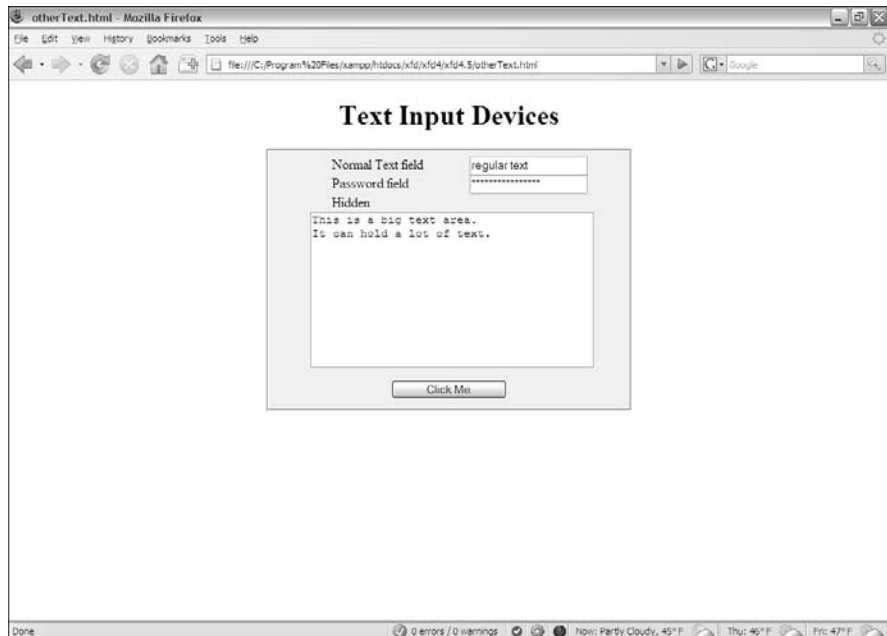 otherText.html - Mozilla Firefox
File Edit View History Bookmarks Tools Help
file:///C:/Program%20Files/xampp/htdocs/xfd/xfd4/xfd4.5/otherText.html
G Google
Text Input Devices
Normal Text field regular text
Password field ****************
Hidden
This is a big text area.
It can hold a lot of text.
Click Me
Done 0 errors / 0 warnings Now: Partly Cloudy, 45° F Thu: 46° F Fri: 47° F